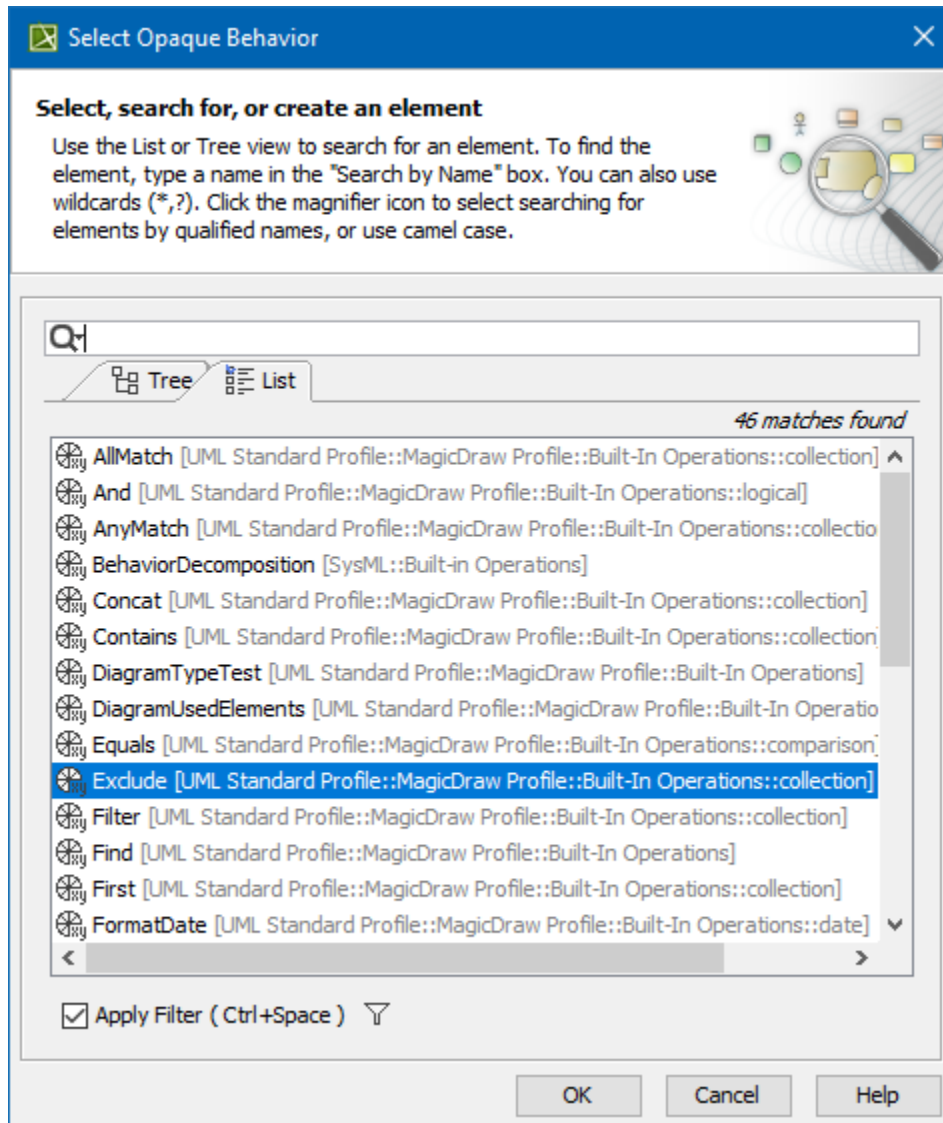 Select Opaque Behavior
Select, search for, or create an element
Use the List or Tree view to search for an element. To find the
element, type a name in the "Search by Name" box. You can also use
wildcards (*,?). Click the magnifier icon to select searching for
elements by qualified names, or use camel case.
Tree List
46 matches found
AllMatch [UML Standard Profile::MagicDraw Profile::Built-In Operations::collection]
And [UML Standard Profile::MagicDraw Profile::Built-In Operations::logical]
AnyMatch [UML Standard Profile::MagicDraw Profile::Built-In Operations::collectio
BehaviorDecomposition [SysML::Built-in Operations]
Concat [UML Standard Profile::MagicDraw Profile::Built-In Operations::collection]
Contains [UML Standard Profile::MagicDraw Profile::Built-In Operations::collection]
DiagramTypeTest [UML Standard Profile::MagicDraw Profile::Built-In Operations]
DiagramUsedElements [UML Standard Profile::MagicDraw Profile::Built-In Operatio
Equals [UML Standard Profile::MagicDraw Profile::Built-In Operations::comparison]
Exclude [UML Standard Profile::MagicDraw Profile::Built-In Operations::collection]
Filter [UML Standard Profile::MagicDraw Profile::Built-In Operations::collection]
Find [UML Standard Profile::MagicDraw Profile::Built-In Operations]
First [UML Standard Profile::MagicDraw Profile::Built-In Operations::collection]
FormatDate [UML Standard Profile::MagicDraw Profile::Built-In Operations::date]
Apply Filter ( Ctrl+Space )
OK Cancel Help